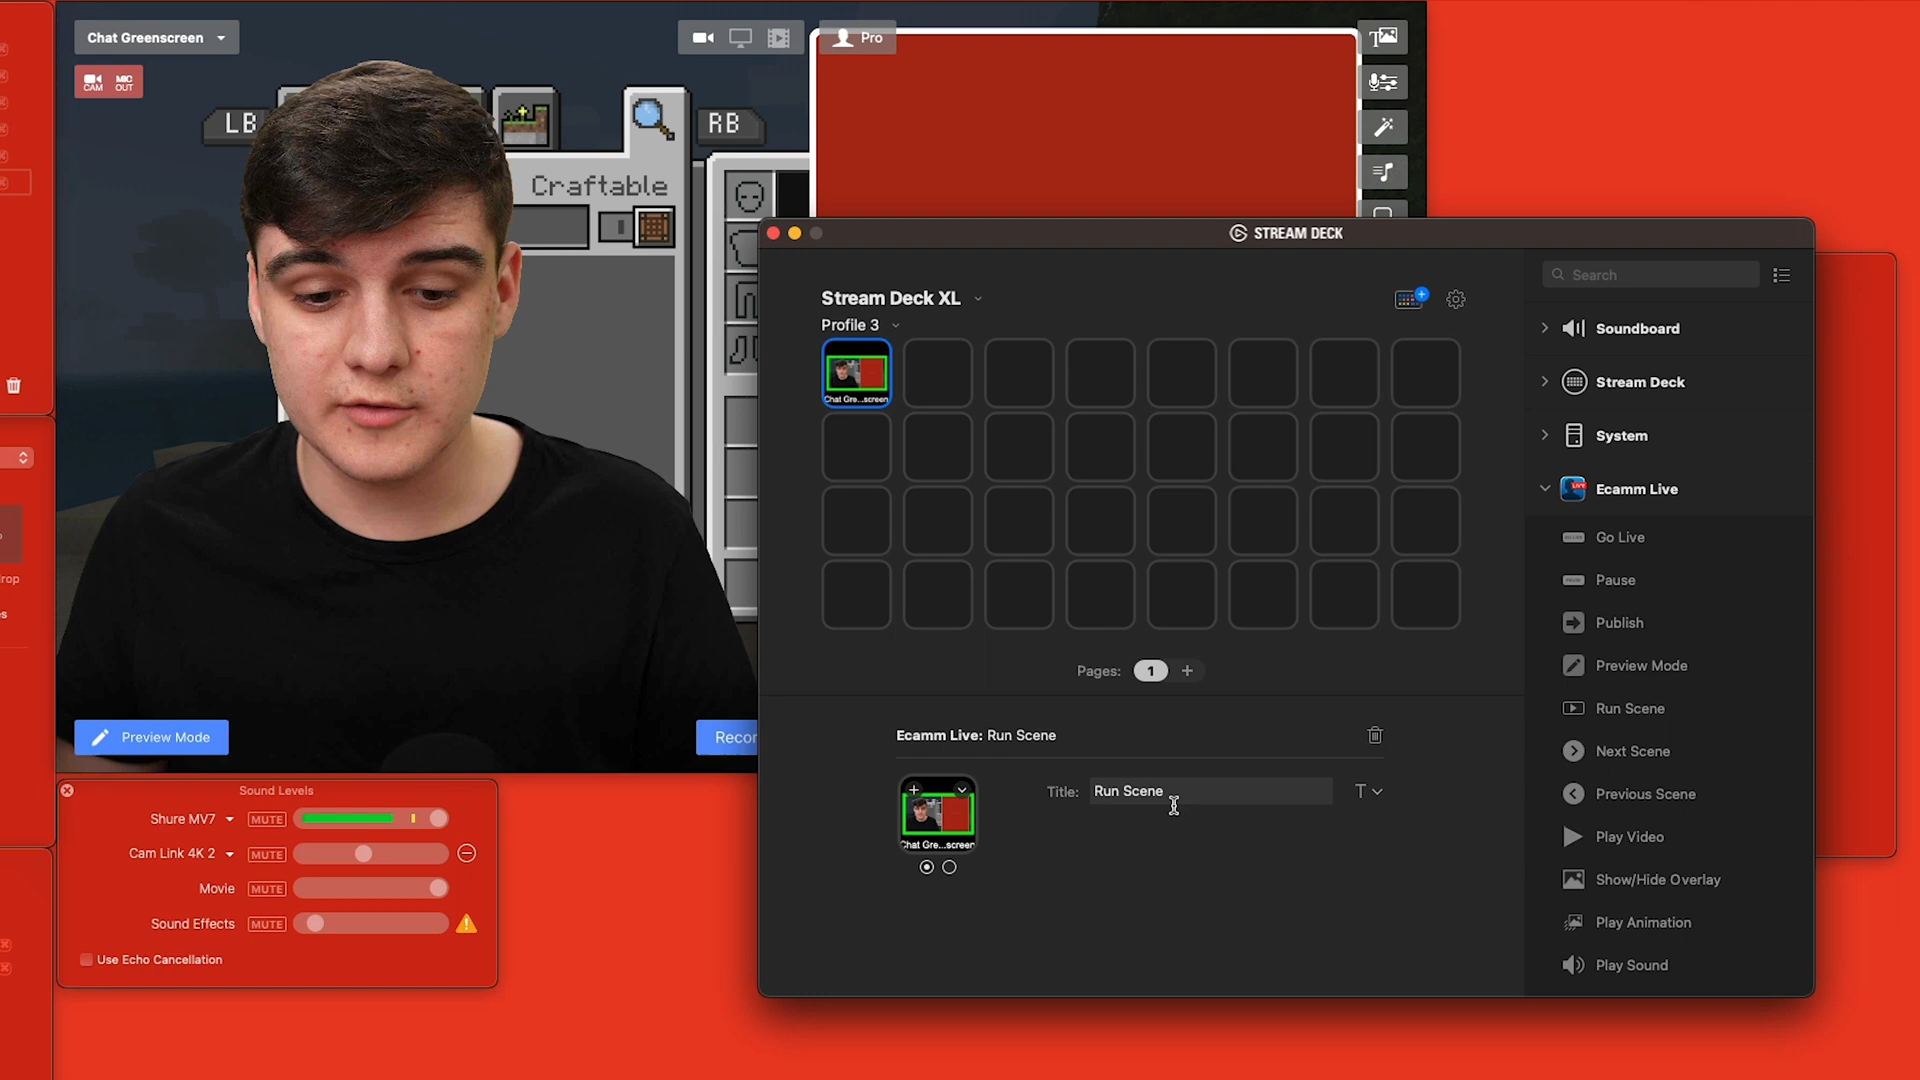 Chat Greenscreen
Pro
CAM
MIC
OUT
LB
RB
Craftable
STREAM DECK
Search
Stream Deck XL
Profile 3
Chat Gre...screen
Soundboard
Stream Deck
System
Ecamm Live
Go Live
Pause
Publish
Preview Mode
Run Scene
Next Scene
Previous Scene
Play Video
Show/Hide Overlay
Play Animation
Play Sound
Pages: 1 +
Ecamm Live: Run Scene
Title: Run Scene
T
Chat Gre...screen
Preview Mode
Recor
Sound Levels
Shure MV7 MUTE
Cam Link 4K 2 MUTE
Movie MUTE
Sound Effects MUTE
Use Echo Cancellation
rop
s